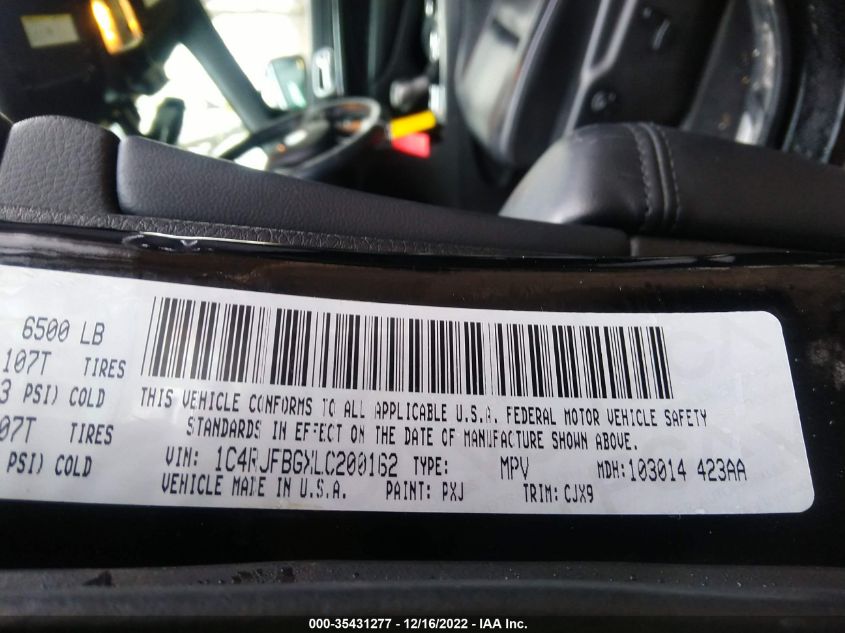 6500 LB
107T TIRES
3 PSI) COLD
07T TIRES
PSI) COLD
THIS VEHICLE CONFORMS TO ALL APPLICABLE U.S.A. FEDERAL MOTOR VEHICLE SAFETY
STANDARDS IN EFFECT ON THE DATE OF MANUFACTURE SHOWN ABOVE.
VIN: 1C4RJFBGXLC200162 TYPE: MPV MDH:103014 423AA
VEHICLE MADE IN U.S.A. PAINT: PXJ TRIM: CJX9
000-35431277 - 12/16/2022 - IAA Inc.